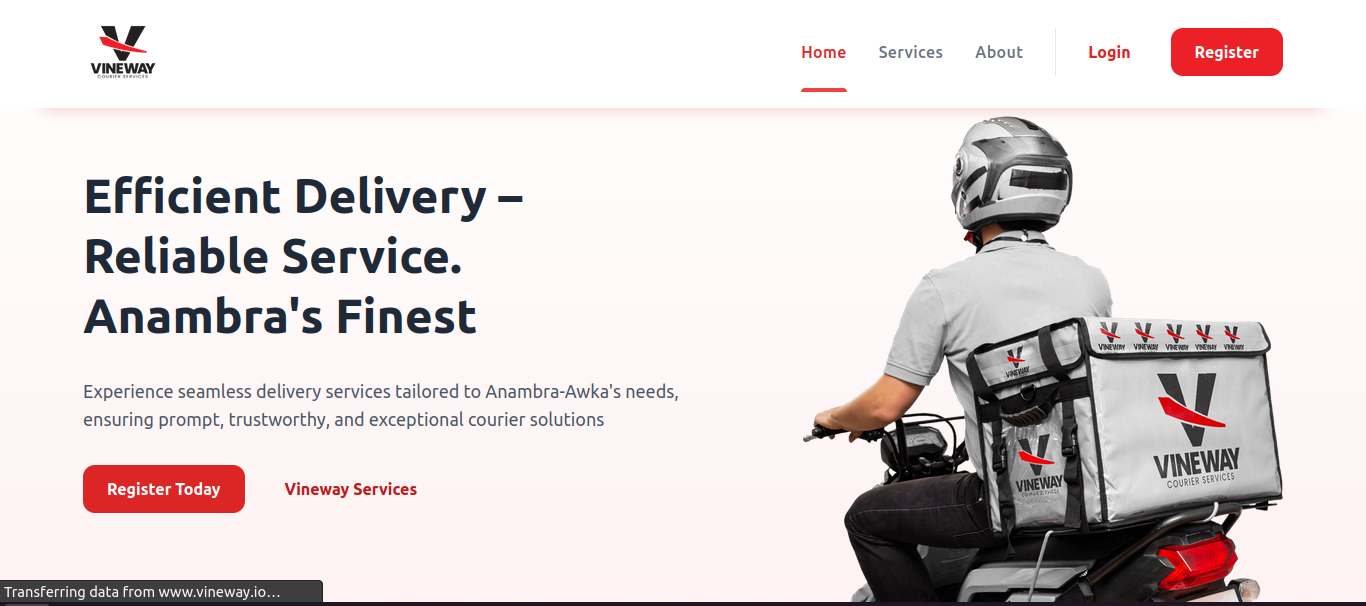 VINEWAY
COURIER SERVICES
Home
Services
About
Login
Register
Efficient Delivery –
Reliable Service.
Anambra's Finest
Experience seamless delivery services tailored to Anambra-Awka's needs,
ensuring prompt, trustworthy, and exceptional courier solutions
Register Today
Vineway Services
VINEWAY
VINEWAY
VINEWAY
VINEWAY
VINEWAY
VINEWAY
VINEWAY
COURIER SERVICES
VINEWAY
COURIER SERVICES
Transferring data from www.vineway.io…